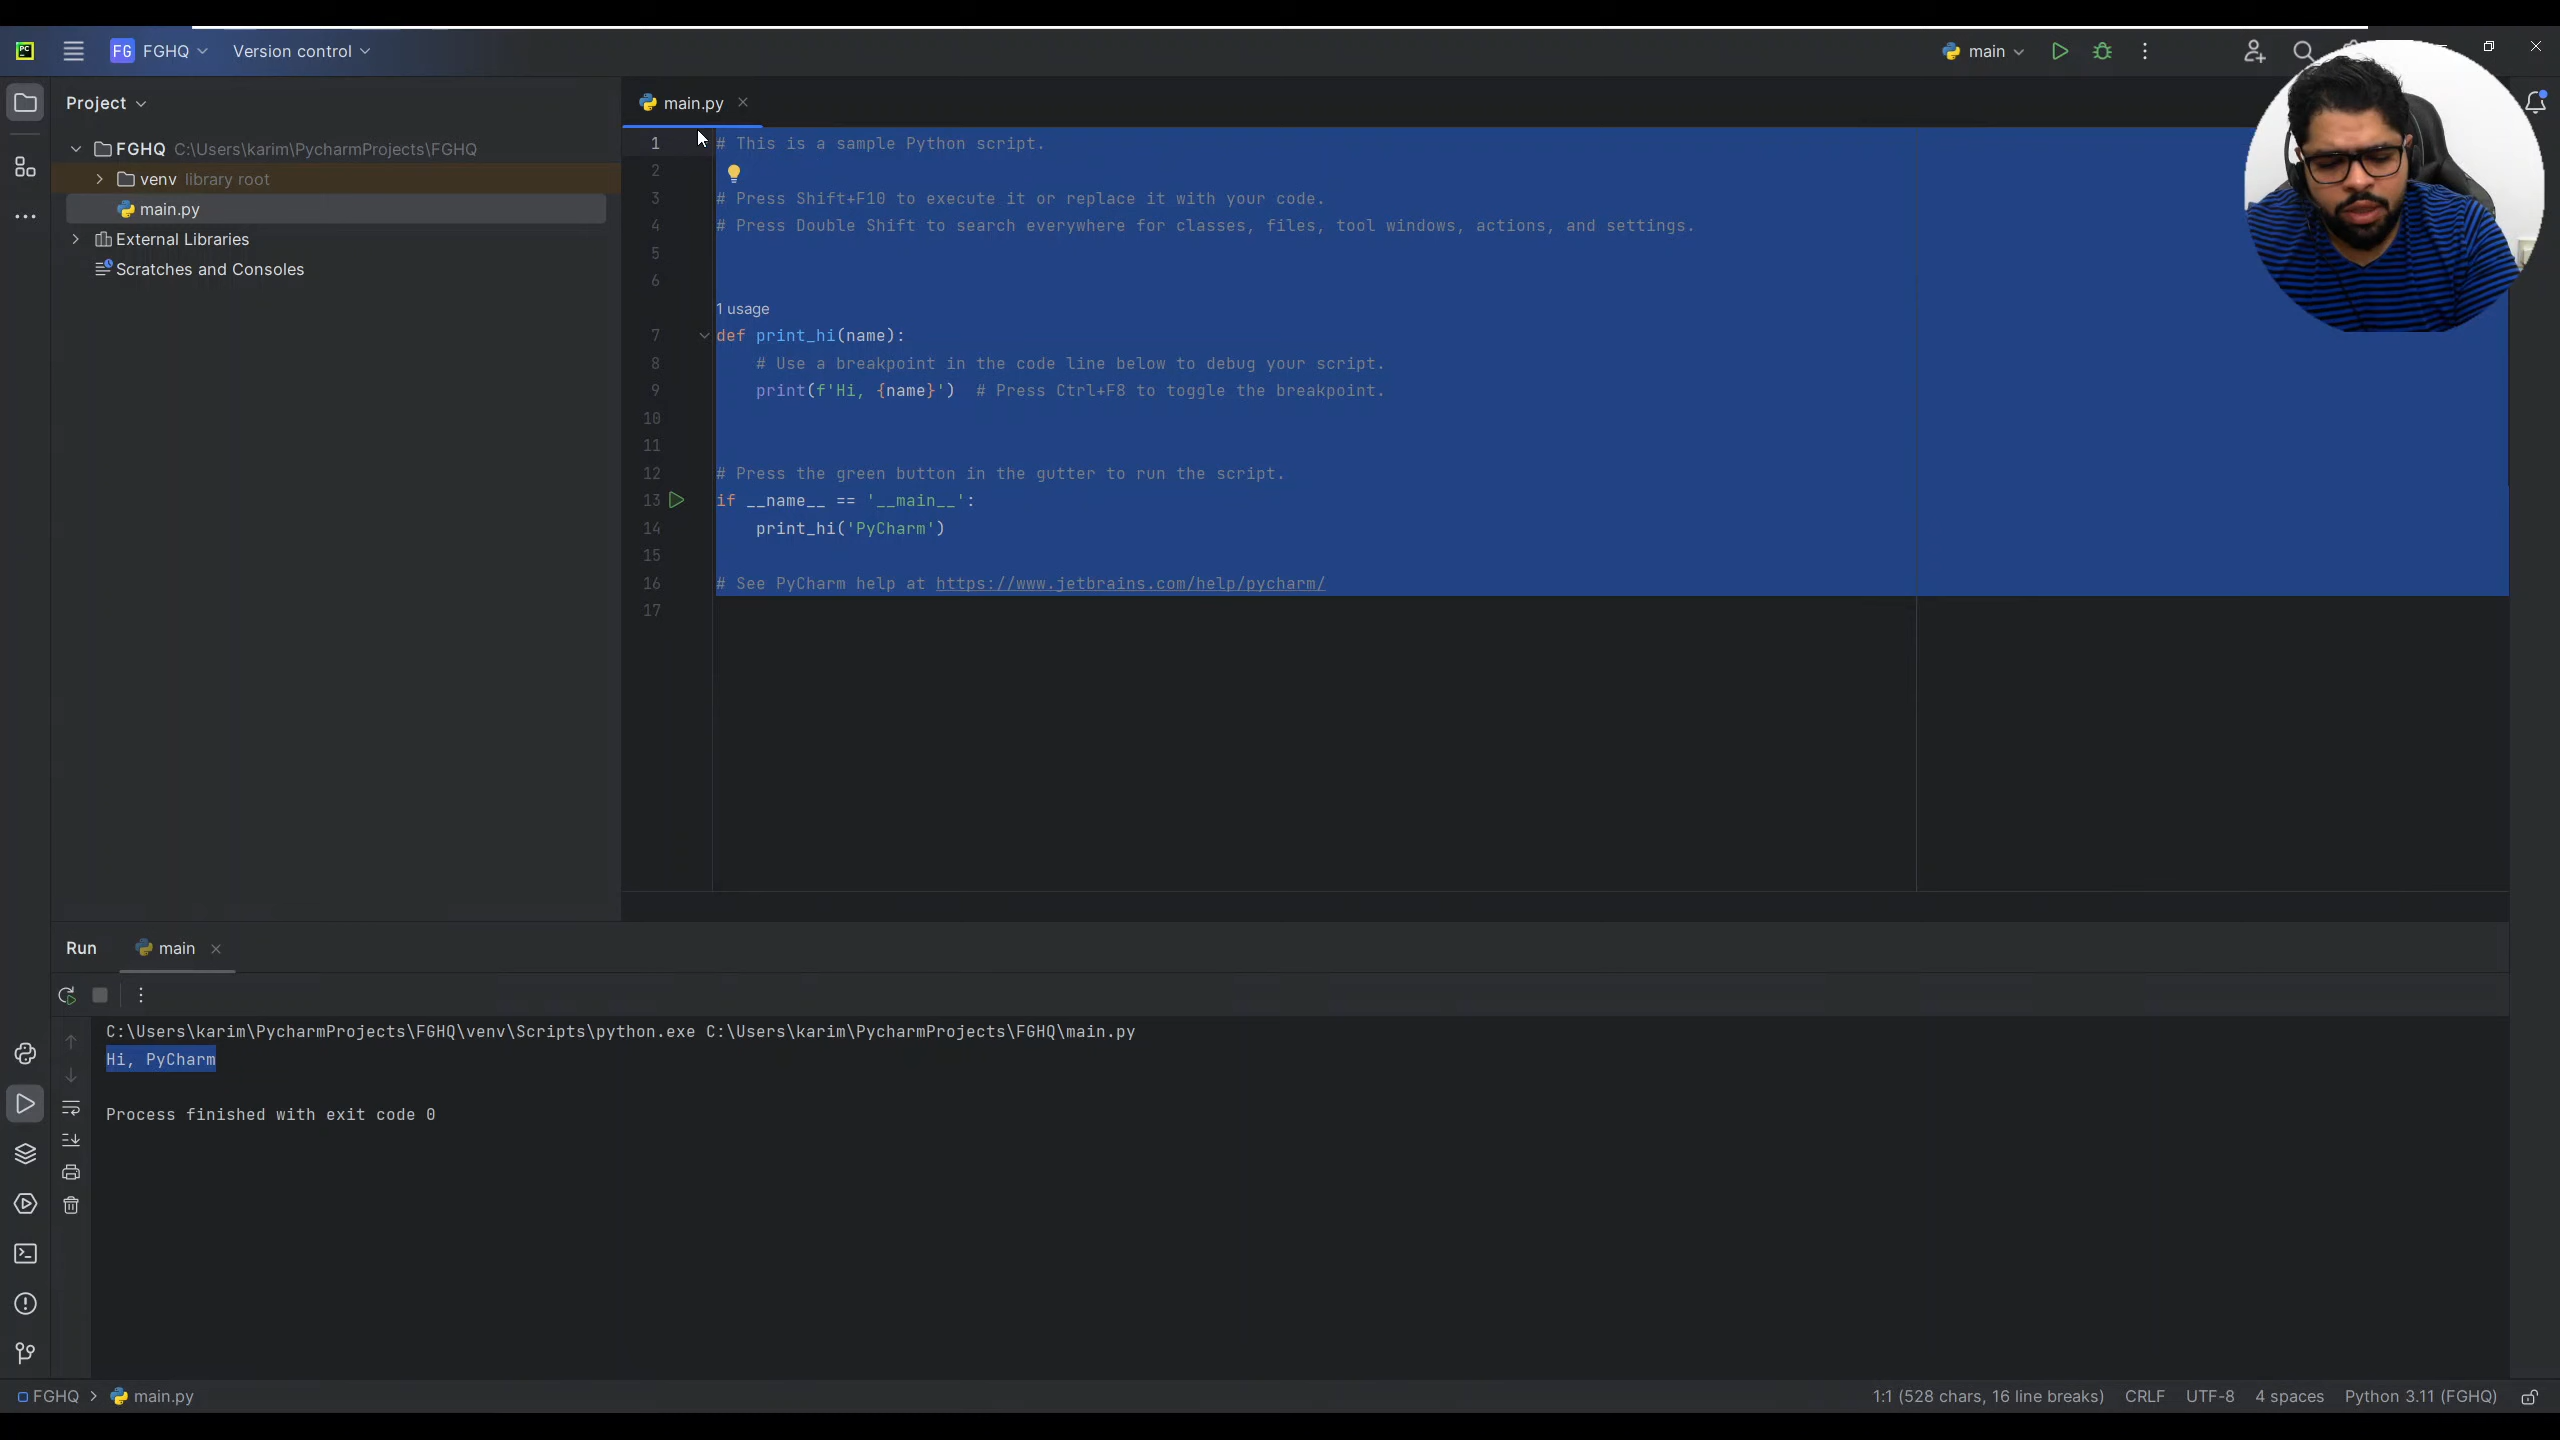 PC
FG FGHQ Version control main
Project
main.py
FGHQ C:\Users\karim\PycharmProjects\FGHQ
venv library root
main.py
External Libraries
Scratches and Consoles
1 # This is a sample Python script.
2
3 # Press Shift+F10 to execute it or replace it with your code.
4 # Press Double Shift to search everywhere for classes, files, tool windows, actions, and settings.
5
6
1 usage
7 def print_hi(name):
8 # Use a breakpoint in the code line below to debug your script.
9 print(f'Hi, {name}')  # Press Ctrl+F8 to toggle the breakpoint.
10
11
12 # Press the green button in the gutter to run the script.
13 if __name__ == '__main__':
14 print_hi('PyCharm')
15
16 # See PyCharm help at https://www.jetbrains.com/help/pycharm/
17
Run main
C:\Users\karim\PycharmProjects\FGHQ\venv\Scripts\python.exe C:\Users\karim\PycharmProjects\FGHQ\main.py
Hi, PyCharm
Process finished with exit code 0
FGHQ > main.py 1:1 (528 chars, 16 line breaks) CRLF UTF-8 4 spaces Python 3.11 (FGHQ)